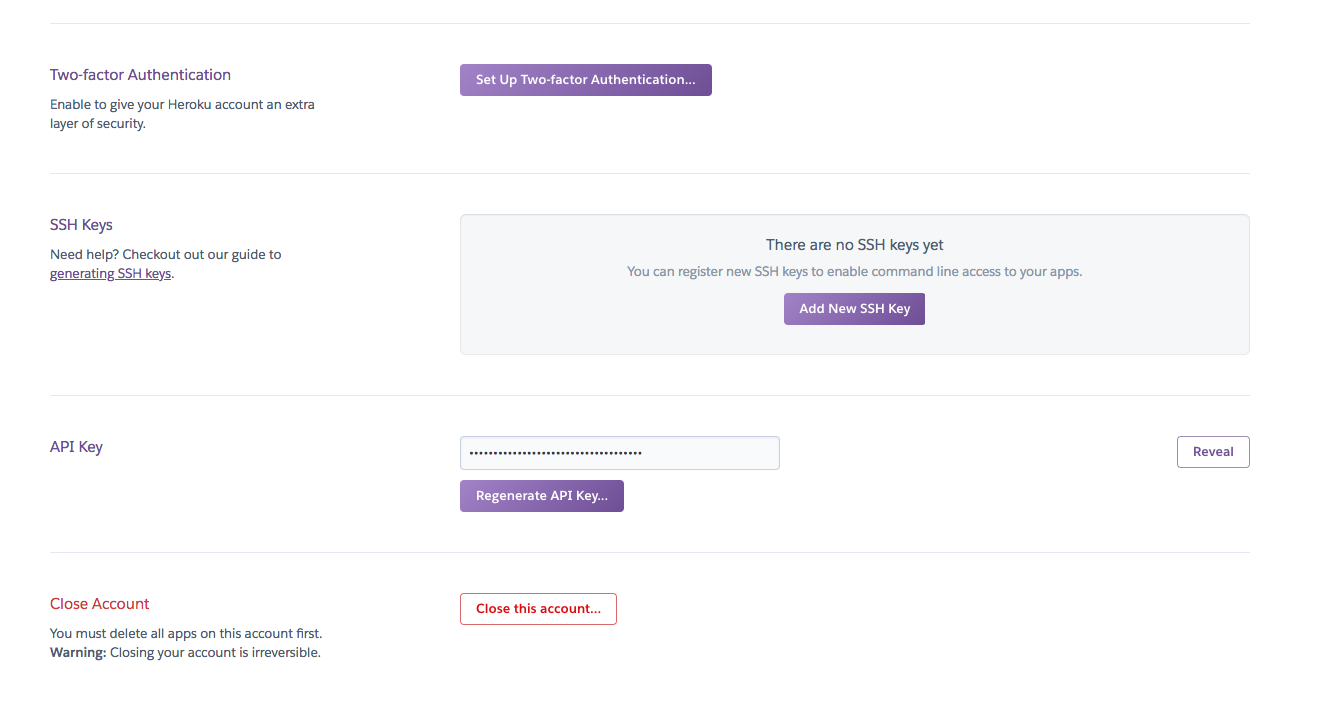 Two-factor Authentication
Set Up Two-factor Authentication...
Enable to give your Heroku account an extra
layer of security.
SSH Keys
Need help? Checkout out our guide to
generating SSH keys.
There are no SSH keys yet
You can register new SSH keys to enable command line access to your apps.
Add New SSH Key
API Key
Reveal
Regenerate API Key...
Close Account
Close this account...
You must delete all apps on this account first.
Warning: Closing your account is irreversible.